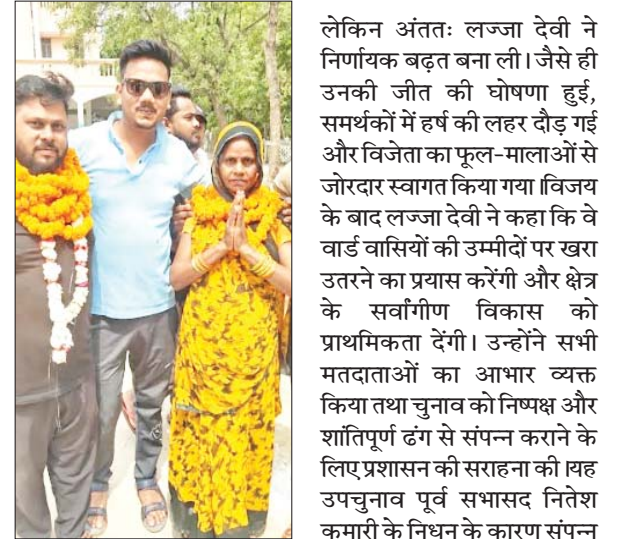 लेकिन अंततः लज्जा देवी ने
निर्णायक बढ़त बना ली। जैसे ही
उनकी जीत की घोषणा हुई,
समर्थकों में हर्ष की लहर दौड़ गई
और विजेता का फूल-मालाओं से
जोरदार स्वागत किया गया।विजय
के बाद लज्जा देवी ने कहा कि वे
वार्ड वासियों की उम्मीदों पर खरा
उतरने का प्रयास करेंगी और क्षेत्र
के सर्वांगीण विकास को
प्राथमिकता देंगी। उन्होंने सभी
मतदाताओं का आभार व्यक्त
किया तथा चुनाव को निष्पक्ष और
शांतिपूर्ण ढंग से संपन्न कराने के
लिए प्रशासन की सराहना की।यह
उपचुनाव पूर्व सभासद नितेश
कुमारी के निधन के कारण संपन्न